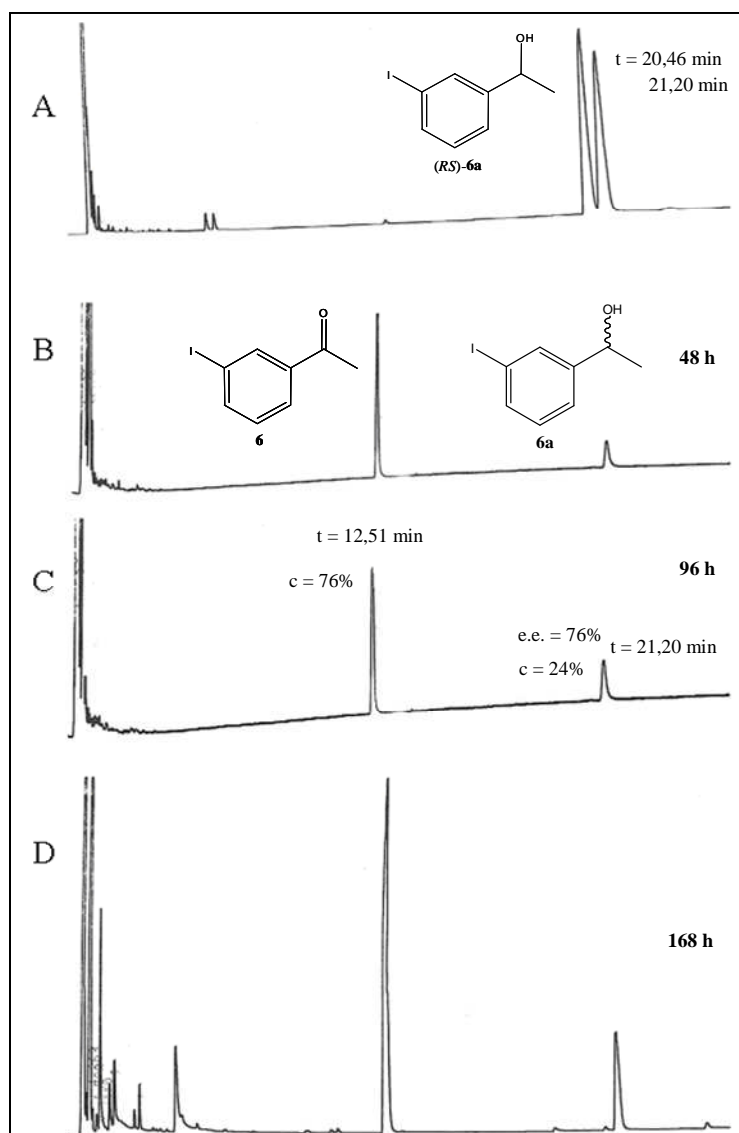 OH
I
t = 20,46 min
21,20 min
A
(RS)-6a
B
O
I
6
OH
I
6a
48 h
C
t = 12,51 min
c = 76%
96 h
e.e. = 76%
t = 21,20 min
c = 24%
D
168 h